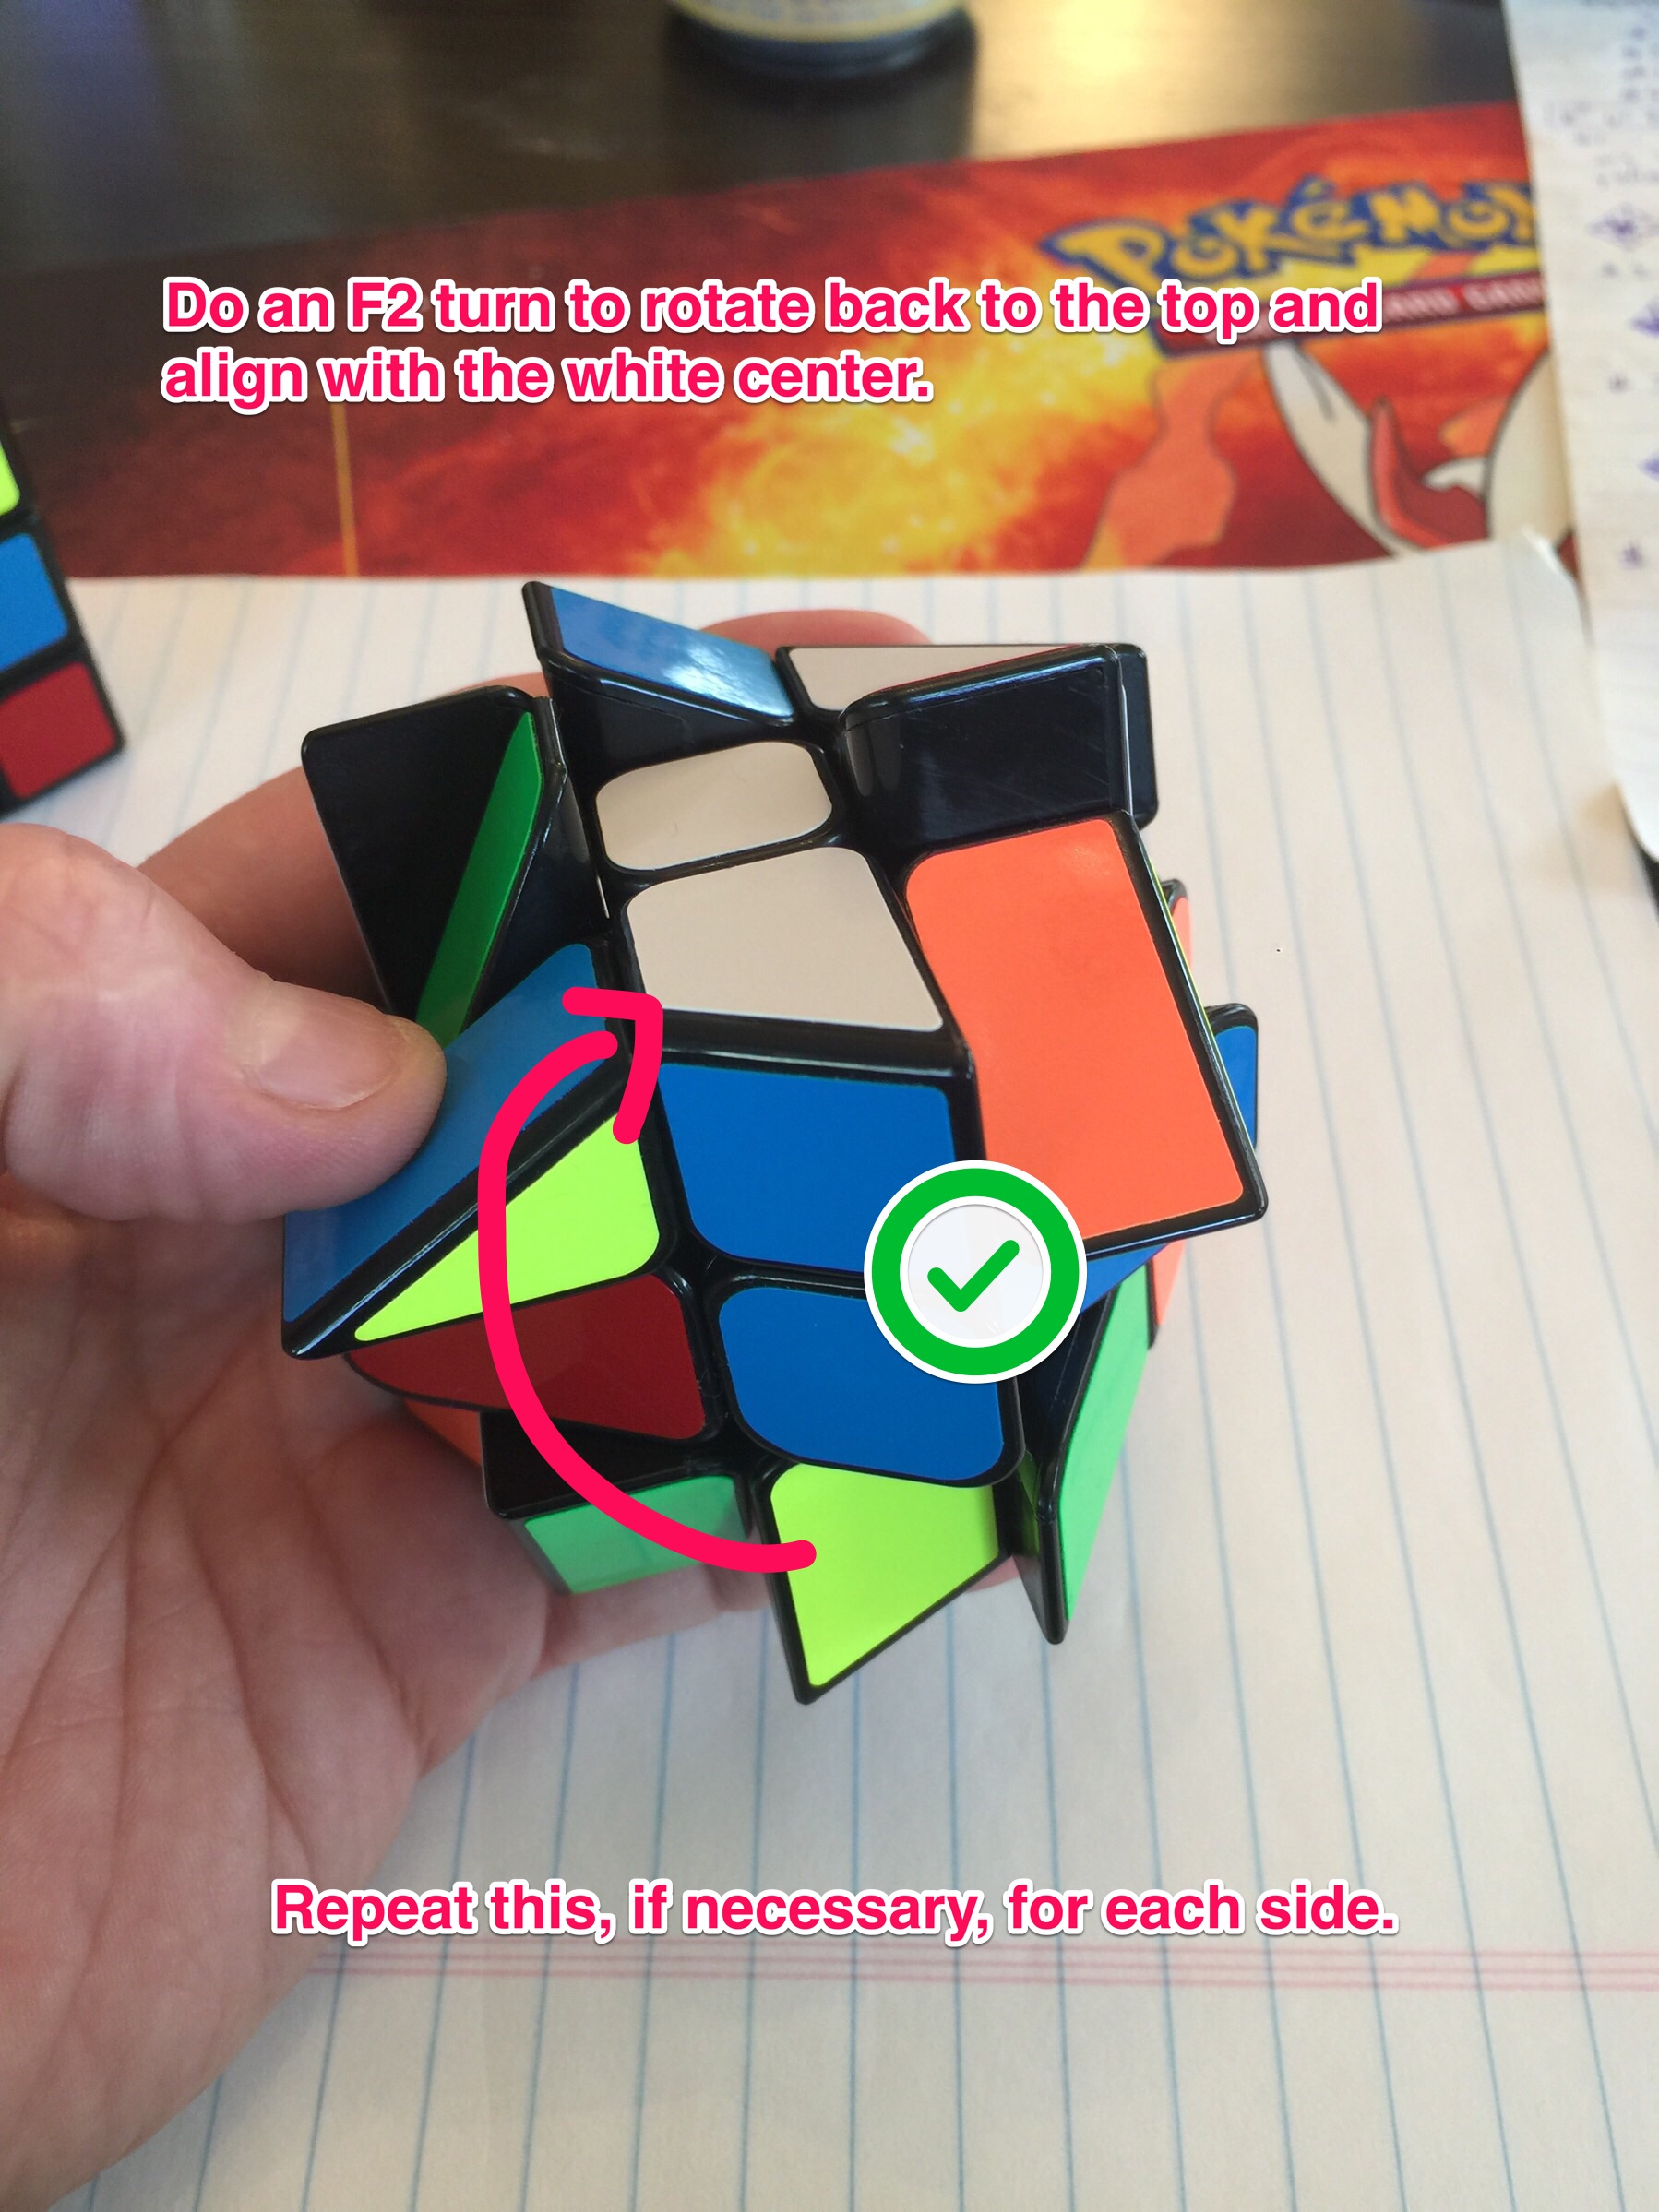 Pokémon
Do an F2 turn to rotate back to the top and
align with the white center.
Repeat this, if necessary, for each side.